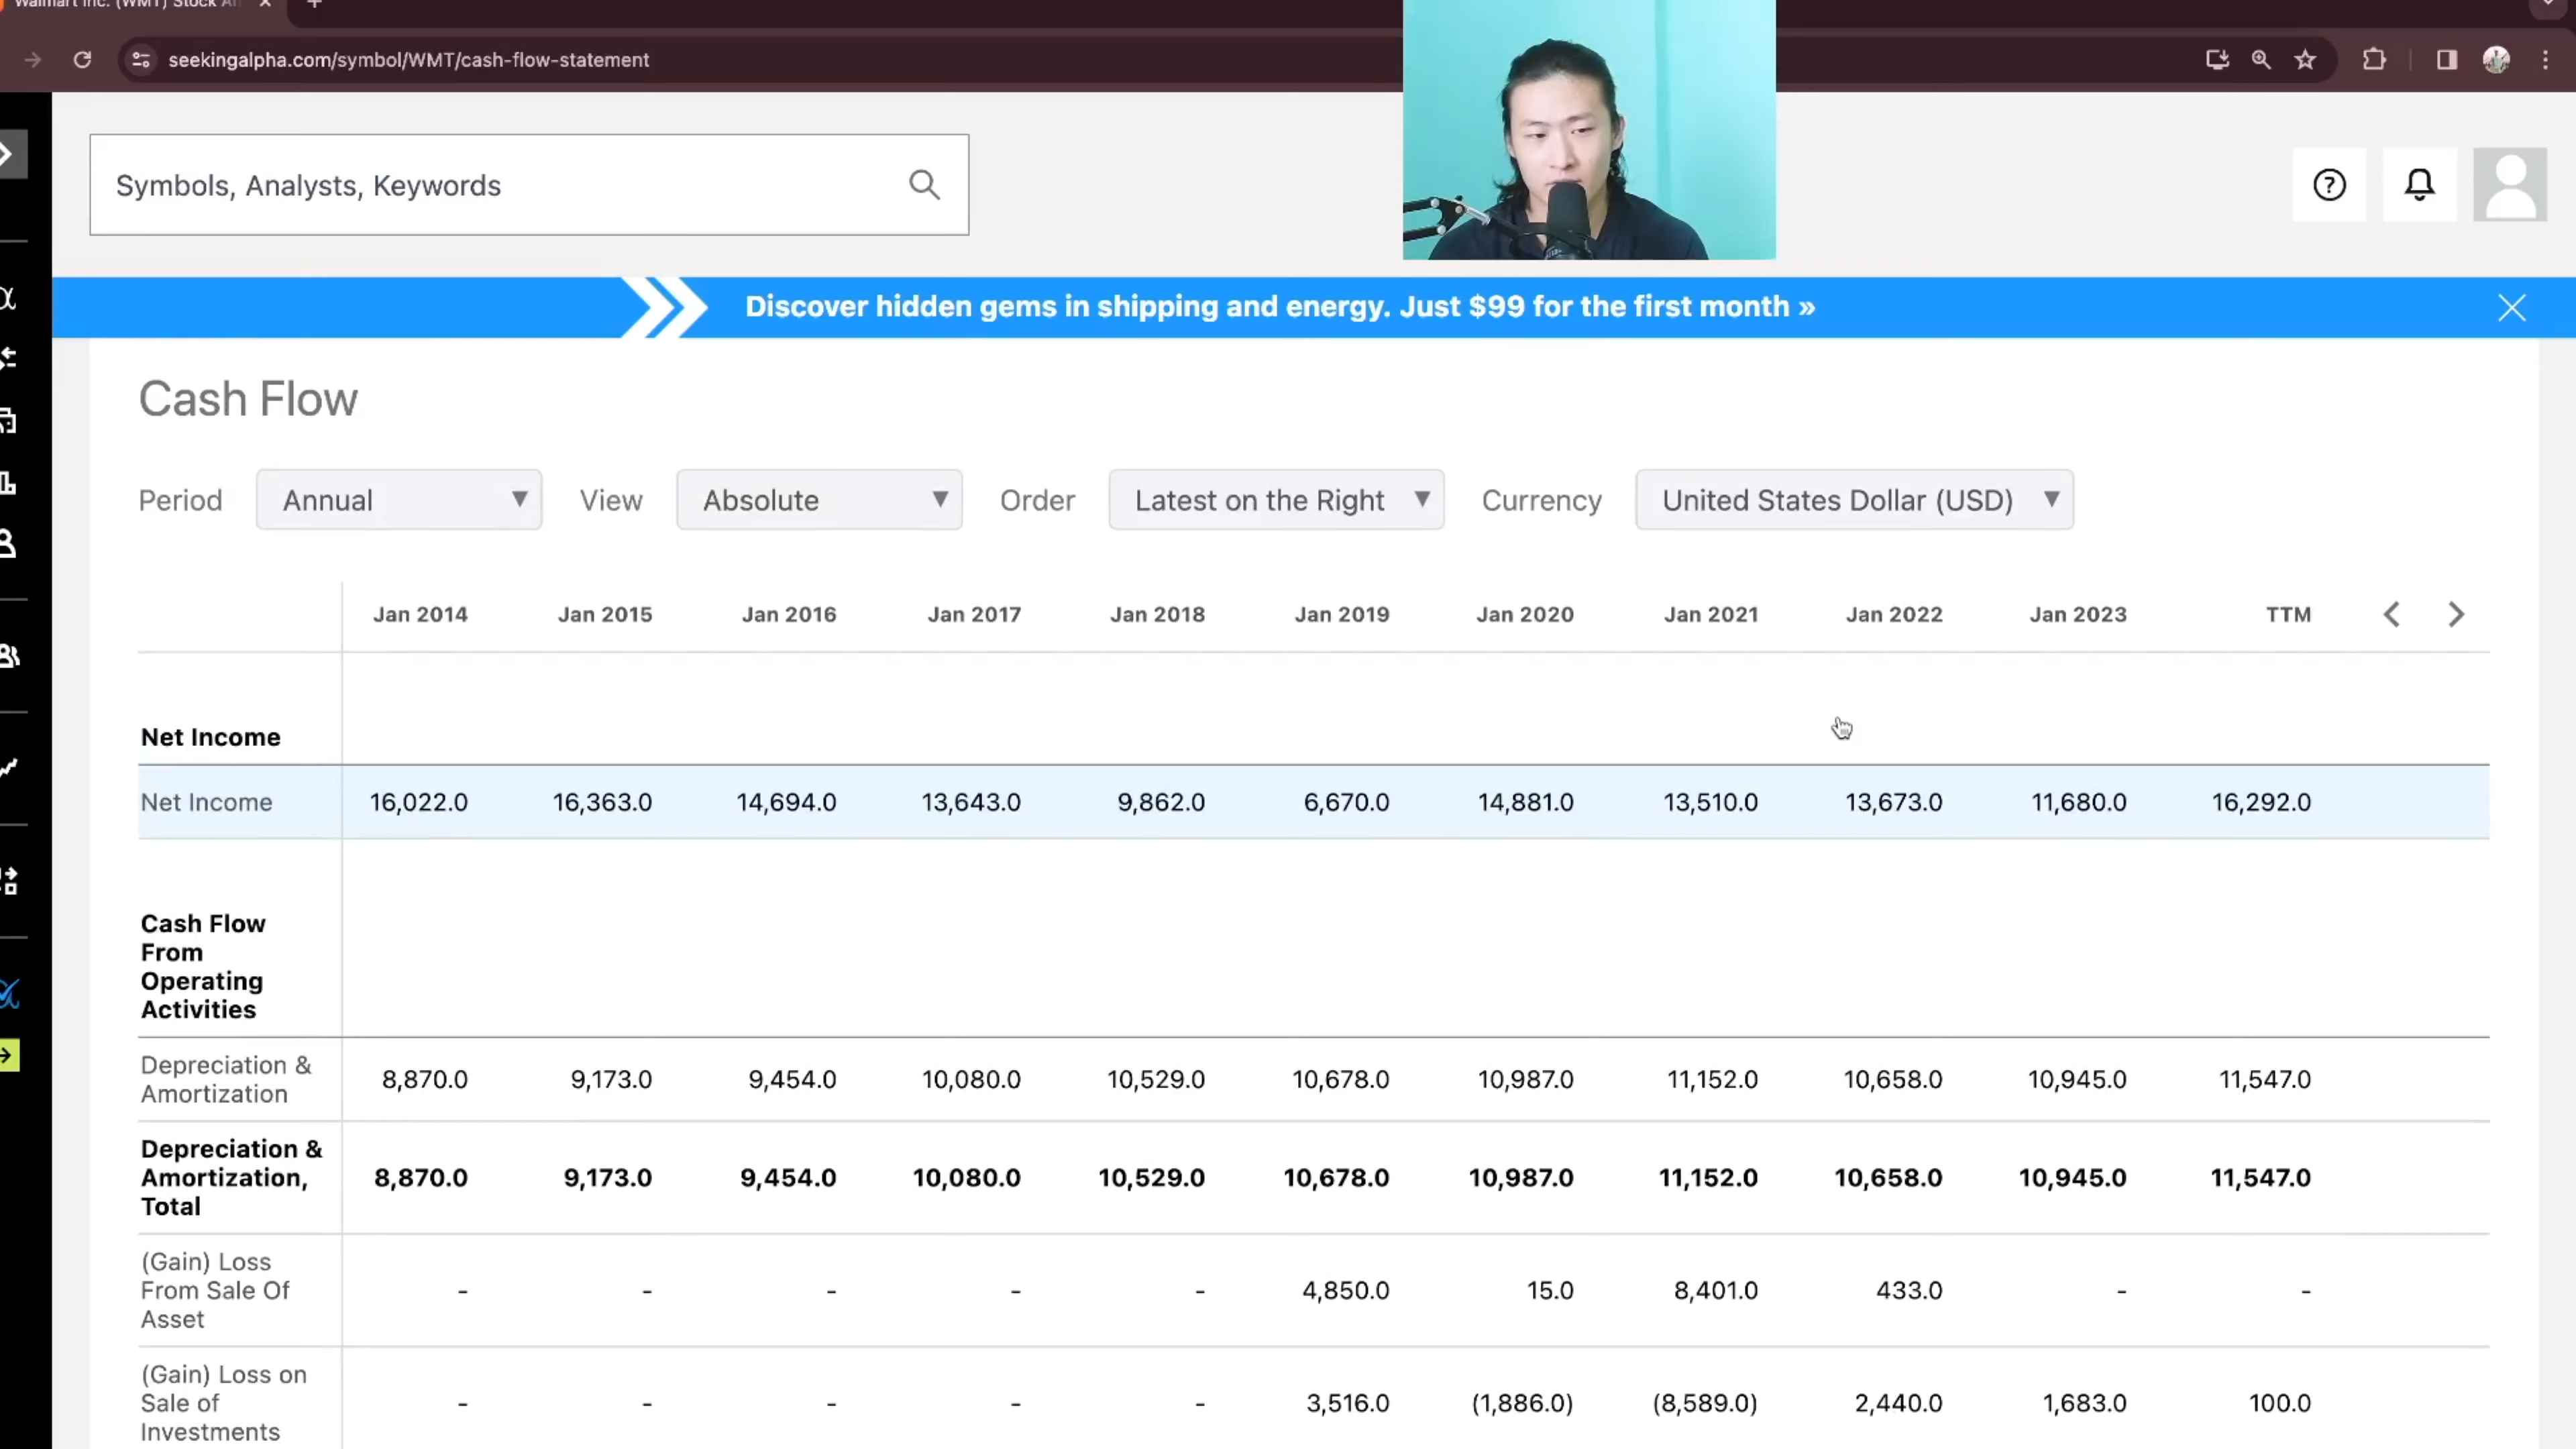 Walmart Inc. (WMT) Stock An
seekingalpha.com/symbol/WMT/cash-flow-statement
Symbols, Analysts, Keywords
Discover hidden gems in shipping and energy. Just $99 for the first month »
Cash Flow
Period Annual View Absolute Order Latest on the Right Currency United States Dollar (USD)
Jan 2014 Jan 2015 Jan 2016 Jan 2017 Jan 2018 Jan 2019 Jan 2020 Jan 2021 Jan 2022 Jan 2023 TTM
Net Income
Net Income 16,022.0 16,363.0 14,694.0 13,643.0 9,862.0 6,670.0 14,881.0 13,510.0 13,673.0 11,680.0 16,292.0
Cash Flow
From
Operating
Activities
Depreciation &
Amortization 8,870.0 9,173.0 9,454.0 10,080.0 10,529.0 10,678.0 10,987.0 11,152.0 10,658.0 10,945.0 11,547.0
Depreciation &
Amortization, 8,870.0 9,173.0 9,454.0 10,080.0 10,529.0 10,678.0 10,987.0 11,152.0 10,658.0 10,945.0 11,547.0
Total
(Gain) Loss
From Sale Of - - - - - 4,850.0 15.0 8,401.0 433.0 - -
Asset
(Gain) Loss on
Sale of - - - - - 3,516.0 (1,886.0) (8,589.0) 2,440.0 1,683.0 100.0
Investments